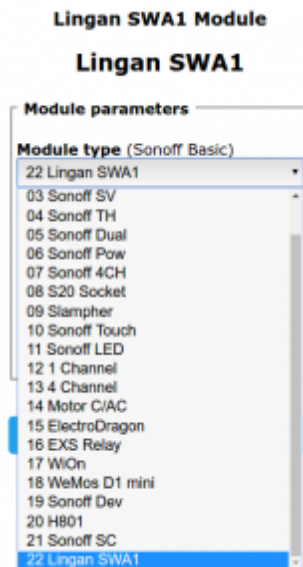 Lingan SWA1 Module
Lingan SWA1
Module parameters
Module type (Sonoff Basic)
22 Lingan SWA1
03 Sonoff SV
04 Sonoff TH
05 Sonoff Dual
06 Sonoff Pow
07 Sonoff 4CH
08 S20 Socket
09 Slampher
10 Sonoff Touch
11 Sonoff LED
12 1 Channel
13 4 Channel
14 Motor C/AC
15 ElectroDragon
16 EXS Relay
17 WiOn
18 WeMos D1 mini
19 Sonoff Dev
20 H801
21 Sonoff SC
22 Lingan SWA1